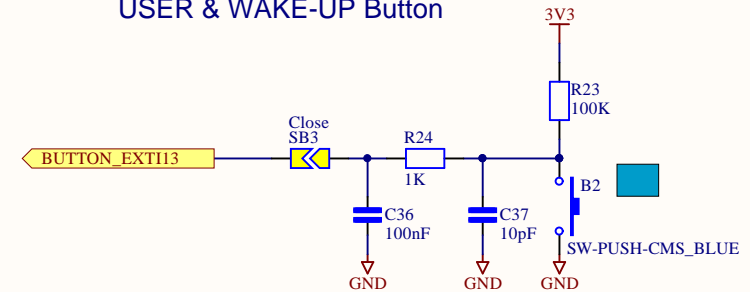 USER & WAKE-UP Button
3V3
R23
100K
Close
SB3
R24
BUTTON_EXTI13
1K
B2
C36
100nF
C37
10pF
SW-PUSH-CMS_BLUE
GND
GND
GND